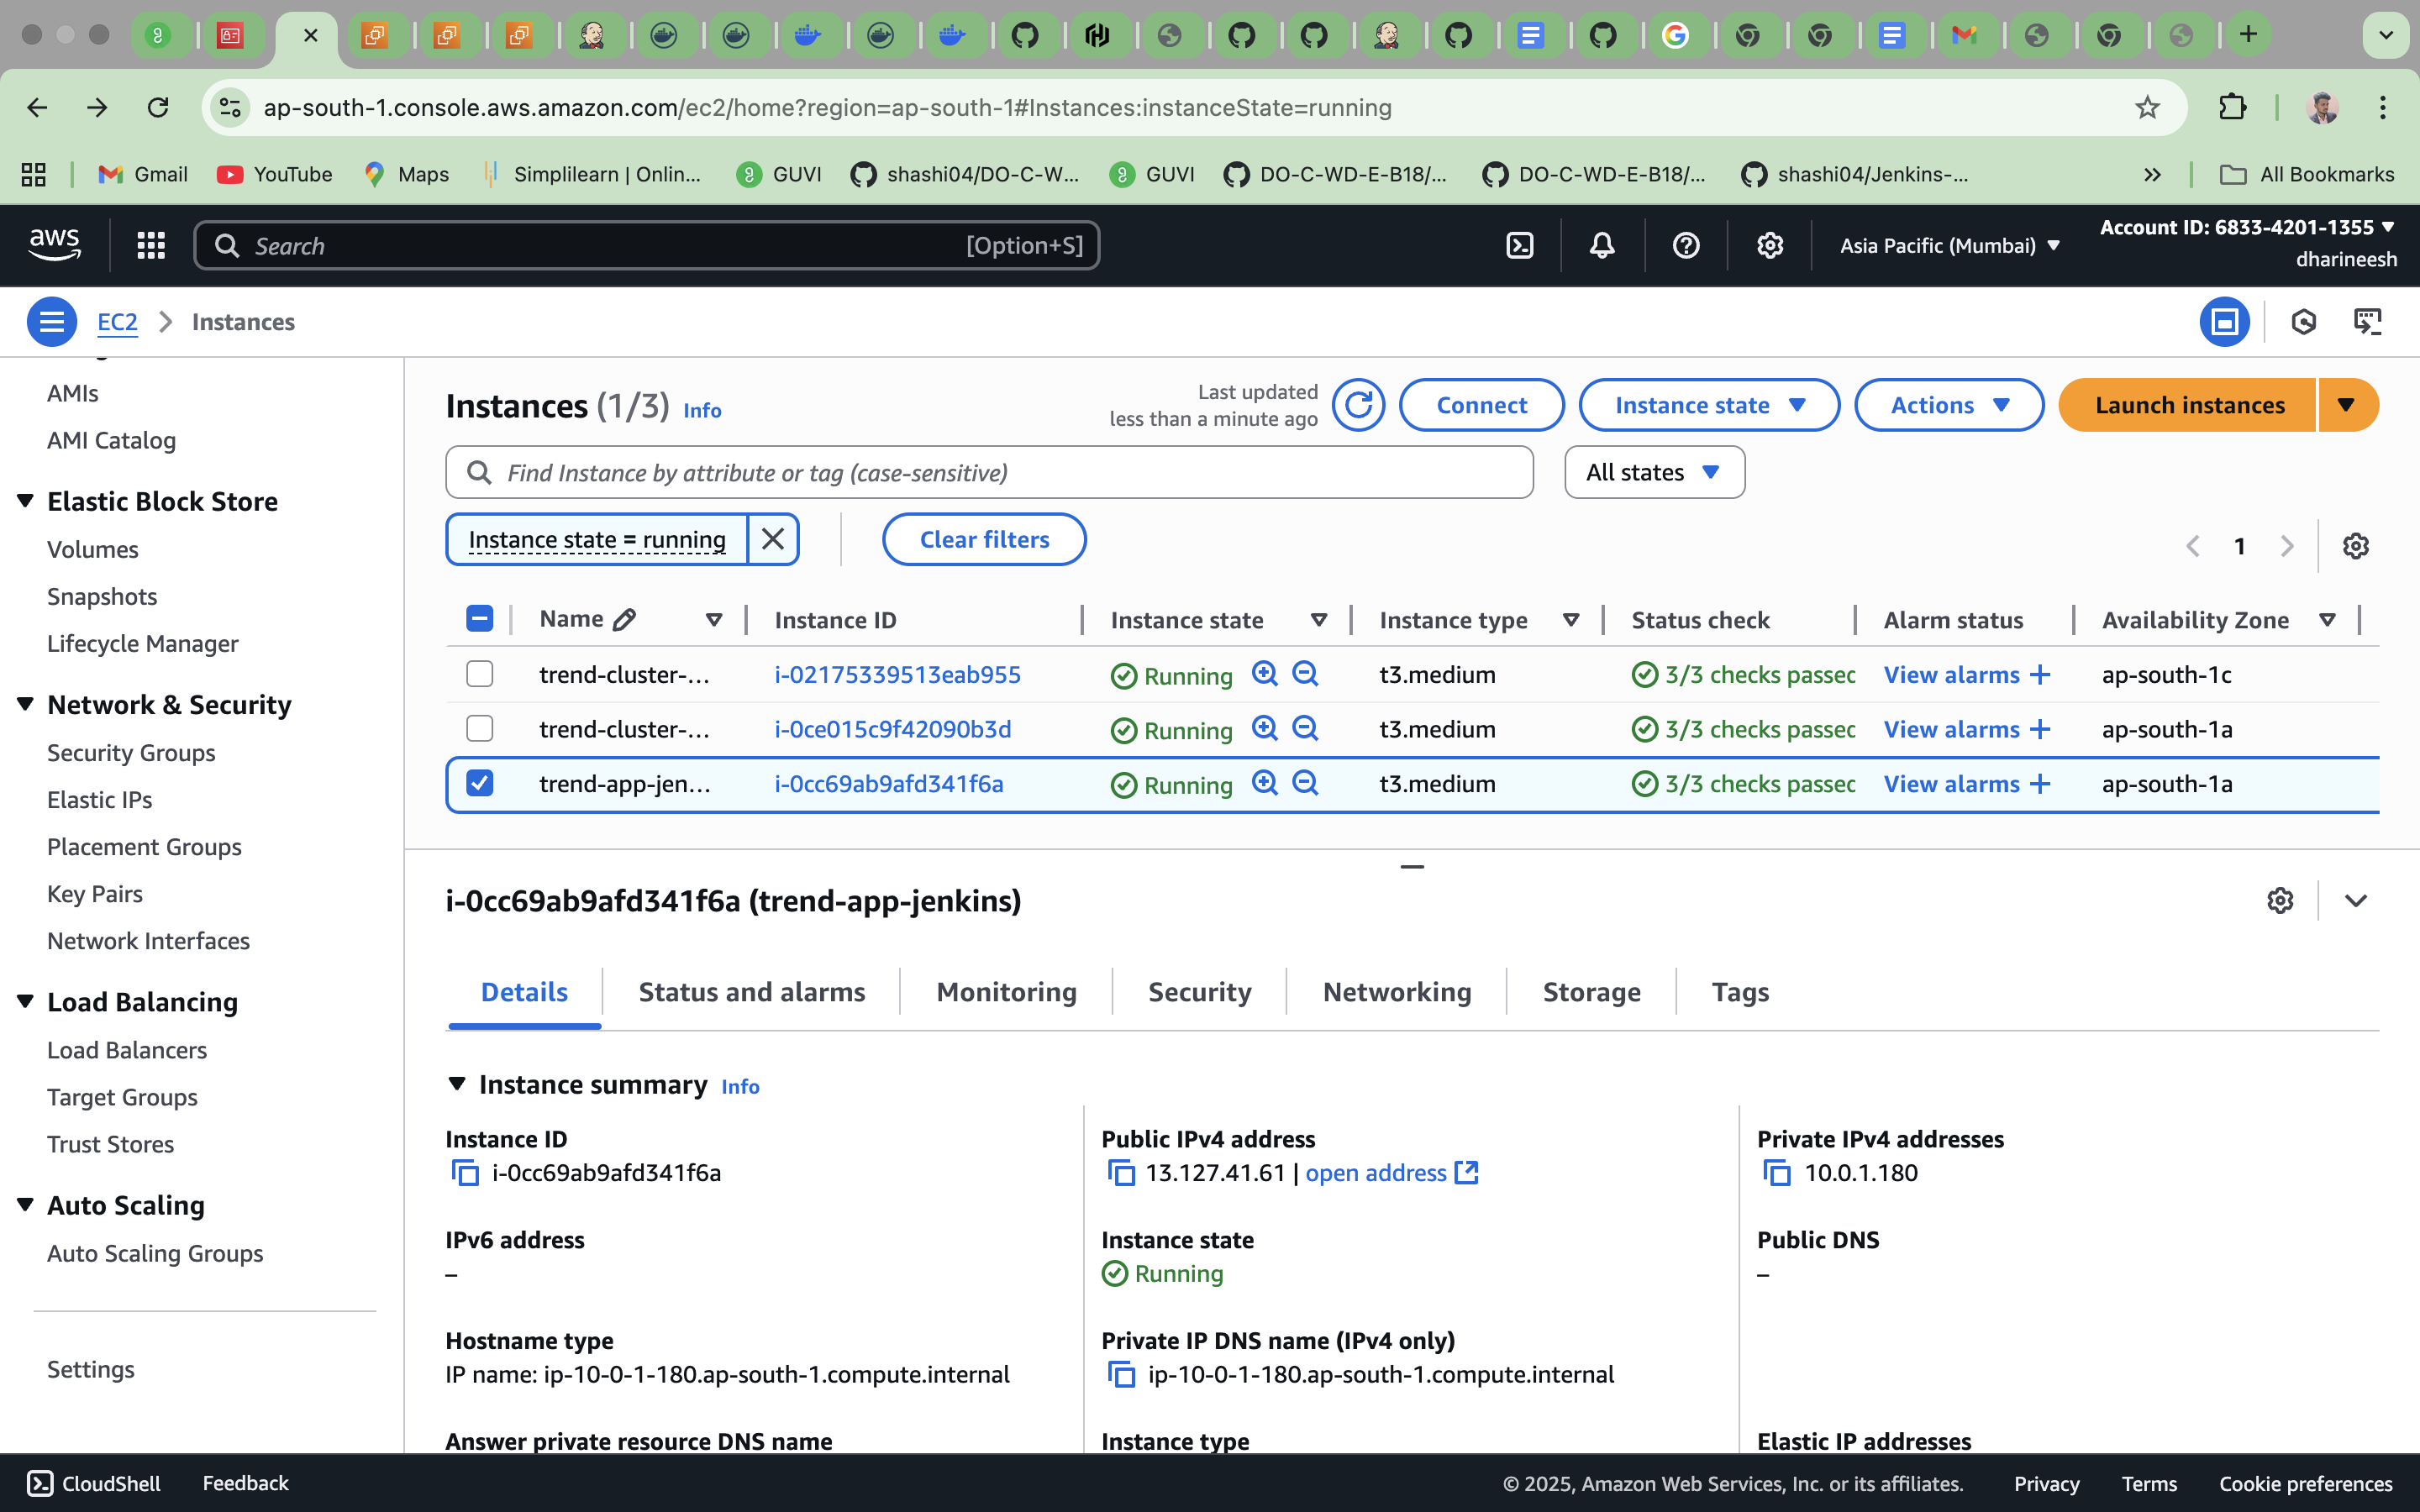 ap-south-1.console.aws.amazon.com/ec2/home?region=ap-south-1#Instances:instanceState=running
Gmail YouTube Maps Simplilearn | Onlin... GUVI shashi04/DO-C-W... GUVI DO-C-WD-E-B18/... DO-C-WD-E-B18/... shashi04/Jenkins-... All Bookmarks
aws Search [Option+S] Asia Pacific (Mumbai) Account ID: 6833-4201-1355
dharineesh
EC2 Instances
AMIs
AMI Catalog
Elastic Block Store
Volumes
Snapshots
Lifecycle Manager
Network & Security
Security Groups
Elastic IPs
Placement Groups
Key Pairs
Network Interfaces
Load Balancing
Load Balancers
Target Groups
Trust Stores
Auto Scaling
Auto Scaling Groups
Settings
Instances (1/3) Info
Last updated
less than a minute ago
Connect Instance state Actions Launch instances
Find Instance by attribute or tag (case-sensitive) All states
Instance state = running Clear filters 1
Name Instance ID Instance state Instance type Status check Alarm status Availability Zone
trend-cluster-... i-02175339513eab955 Running t3.medium 3/3 checks passec View alarms + ap-south-1c
trend-cluster-... i-0ce015c9f42090b3d Running t3.medium 3/3 checks passec View alarms + ap-south-1a
trend-app-jen... i-0cc69ab9afd341f6a Running t3.medium 3/3 checks passec View alarms + ap-south-1a
i-0cc69ab9afd341f6a (trend-app-jenkins)
Details Status and alarms Monitoring Security Networking Storage Tags
Instance summary Info
Instance ID
i-0cc69ab9afd341f6a
Public IPv4 address
13.127.41.61 | open address
Private IPv4 addresses
10.0.1.180
IPv6 address
–
Instance state
Running
Public DNS
–
Hostname type
IP name: ip-10-0-1-180.ap-south-1.compute.internal
Private IP DNS name (IPv4 only)
ip-10-0-1-180.ap-south-1.compute.internal
Answer private resource DNS name
Instance type
Elastic IP addresses
CloudShell Feedback © 2025, Amazon Web Services, Inc. or its affiliates. Privacy Terms Cookie preferences